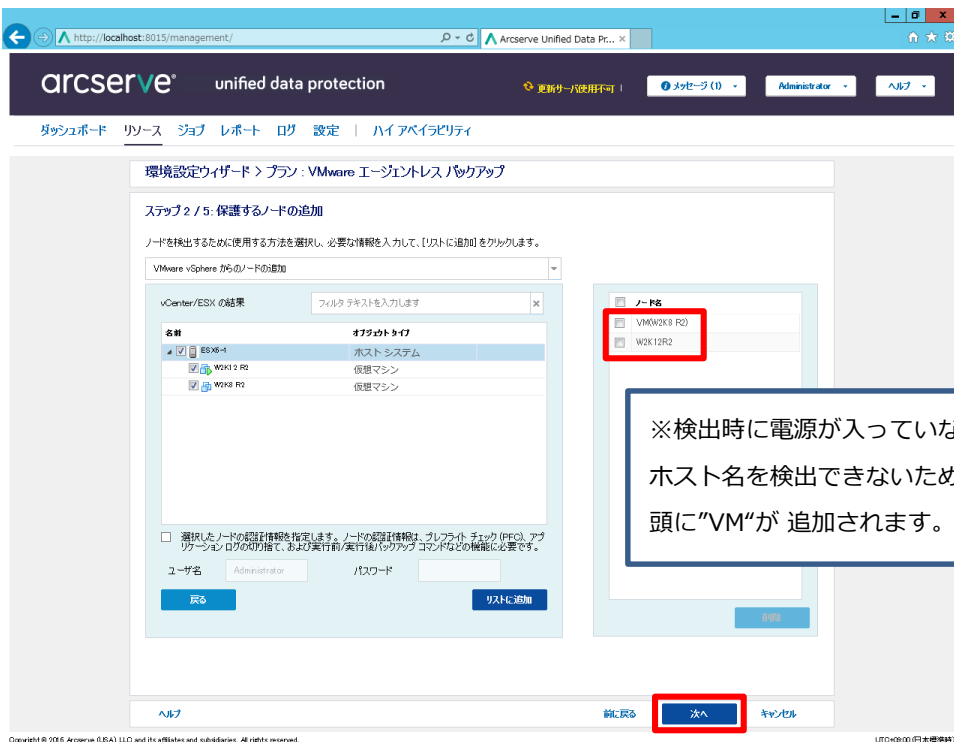 http://localhost:8015/management/
Arcserve Unified Data Pr...
arcserve® unified data protection
更新サーバ使用不可 |
メッセージ (1)
Administrator
ヘルプ
ダッシュボード リソース ジョブ レポート ログ 設定 | ハイ アベイラビリティ
環境設定ウィザード > プラン : VMware エージェントレス バックアップ
ステップ 2 / 5: 保護するノードの追加
ノードを検出するために使用する方法を選択し、必要な情報を入力して、[リストに追加] をクリックします。
VMware vSphere からのノードの追加
vCenter/ESX の結果
フィルタ テキストを入力します
名前 オブジェクト タイプ
ESX6-1 ホスト システム
W2K12 R2 仮想マシン
W2K8 R2 仮想マシン
選択したノードの認証情報を指定します。ノードの認証情報は、プレフライト チェック (PFC)、アプ
リケーション ログの切り捨て、および実行前/実行後/バックアップ コマンドなどの機能に必要です。
ユーザ名 Administrator パスワード
戻る
リストに追加
ノード名
VM(W2K8 R2)
W2K12R2
※検出時に電源が入っていな
ホスト名を検出できないため
頭に”VM“が 追加されます。
削除
ヘルプ
前に戻る
次へ
キャンセル
Copyright © 2016 Arcserve (USA), LLC and its affiliates and subsidiaries. All rights reserved.
UTC+09:00 (日本標準時)